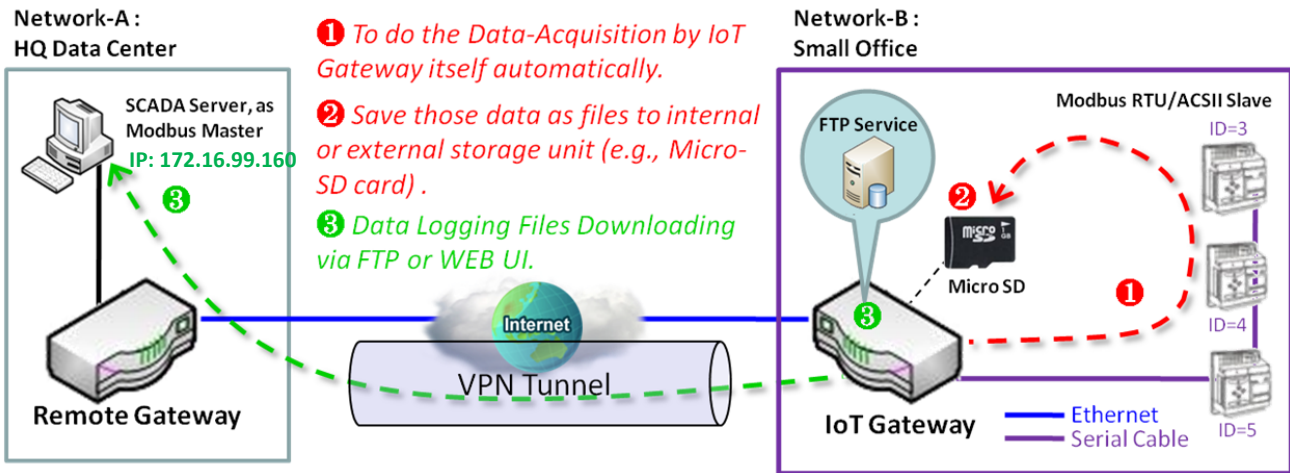 Network-A :
HQ Data Center
SCADA Server, as
Modbus Master
IP: 172.16.99.160
❸
Remote Gateway
❶ To do the Data-Acquisition by IoT
Gateway itself automatically.
❷ Save those data as files to internal
or external storage unit (e.g., Micro-
SD card) .
❸ Data Logging Files Downloading
via FTP or WEB UI.
Internet
VPN Tunnel
Network-B :
Small Office
FTP Service
Modbus RTU/ACSII Slave
ID=3
❷
micro
SD
1
GB
Micro SD
❶
❸
ID=4
IoT Gateway
ID=5
Ethernet
Serial Cable